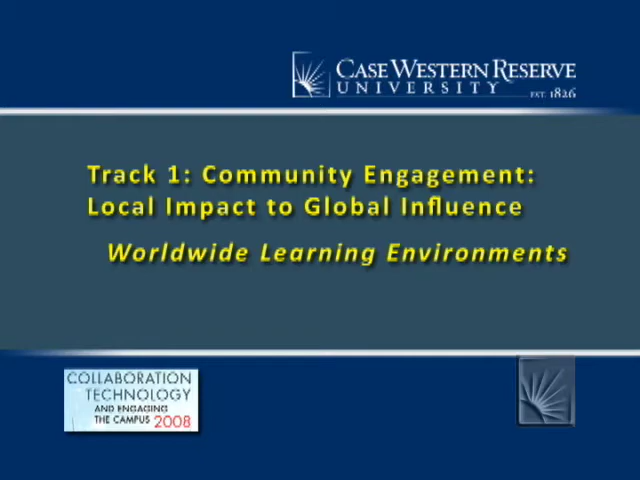 CASE WESTERN RESERVE
UNIVERSITY EST. 1826
Track 1: Community Engagement:
Local Impact to Global Influence
Worldwide Learning Environments
COLLABORATION
TECHNOLOGY
AND ENGAGING
THE CAMPUS 2008